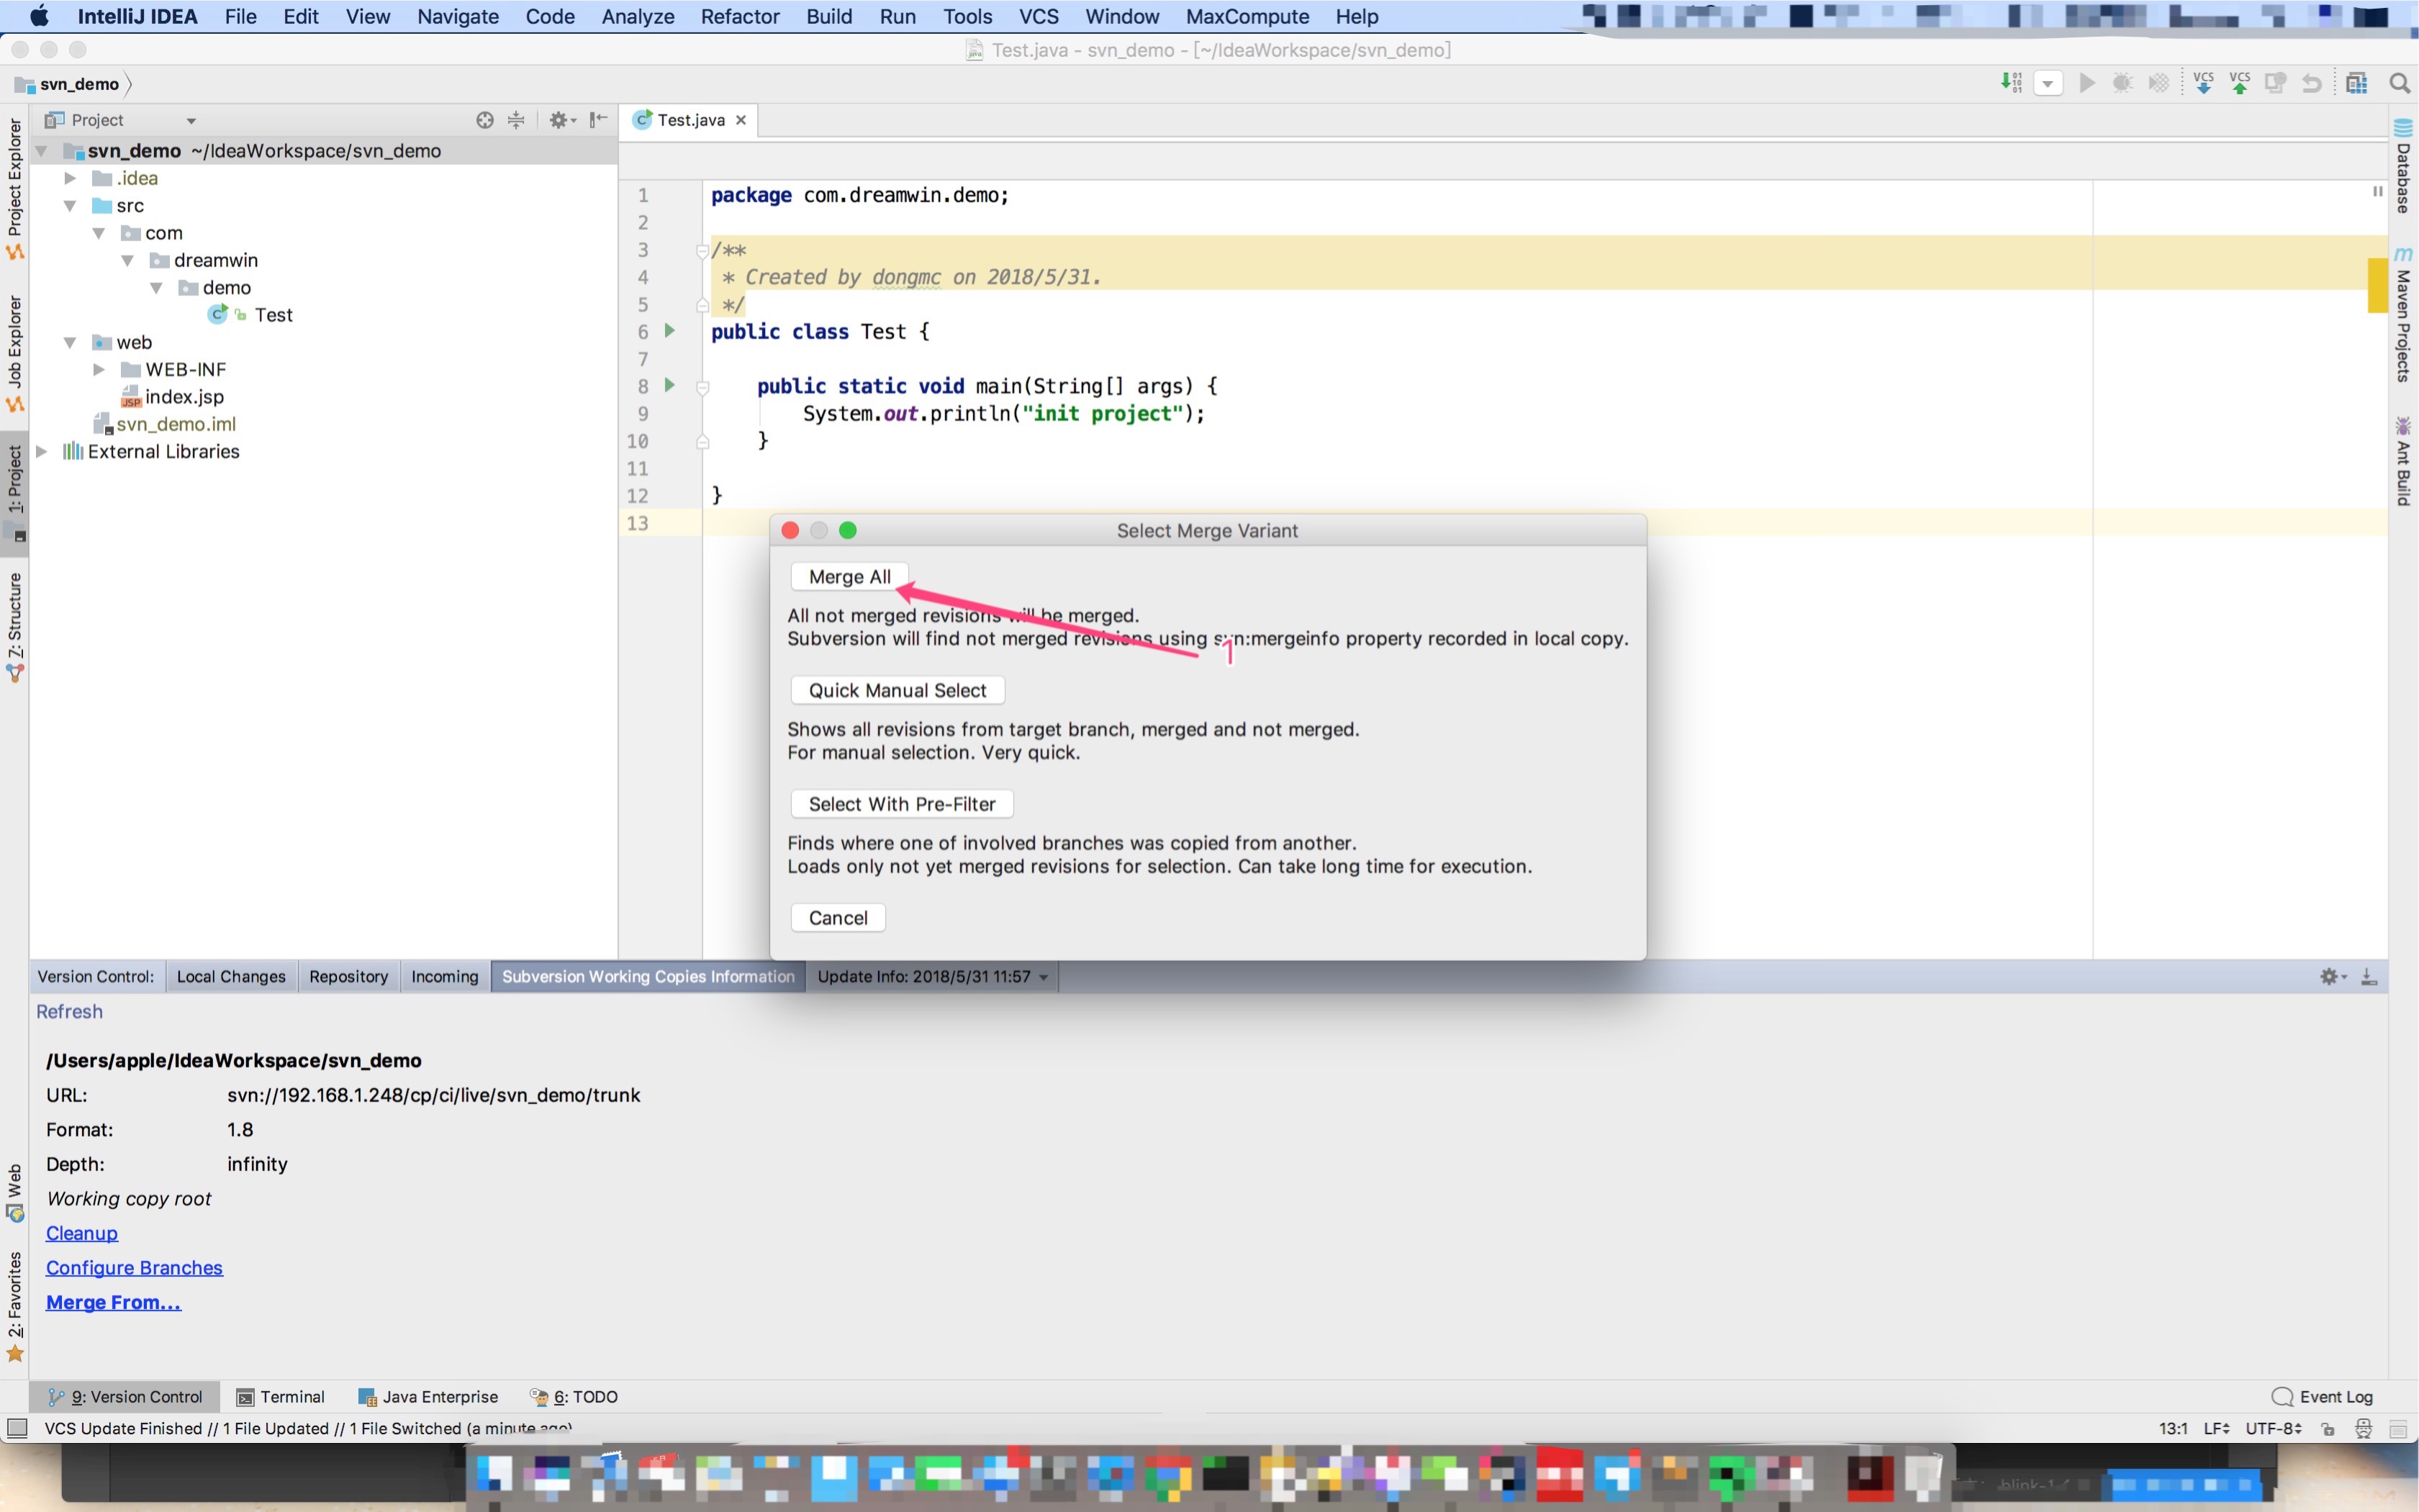 IntelliJ IDEA File Edit View Navigate Code Analyze Refactor Build Run Tools VCS Window MaxCompute Help
Test.java - svn_demo - [~/IdeaWorkspace/svn_demo]
svn_demo
VCS VCS
Project
Test.java
svn_demo ~/IdeaWorkspace/svn_demo
.idea
src
com
dreamwin
demo
Test
web
WEB-INF
index.jsp
svn_demo.iml
External Libraries
Project Explorer
Job Explorer
1: Project
7: Structure
Web
2: Favorites
1 package com.dreamwin.demo;
2
3 /**
4 * Created by dongmc on 2018/5/31.
5 */
6 public class Test {
7
8 public static void main(String[] args) {
9 System.out.println("init project");
10 }
11
12 }
13
Database
Maven Projects
Ant Build
Select Merge Variant
Merge All
All not merged revisions will be merged.
Subversion will find not merged revisions using svn:mergeinfo property recorded in local copy.
1
Quick Manual Select
Shows all revisions from target branch, merged and not merged.
For manual selection. Very quick.
Select With Pre-Filter
Finds where one of involved branches was copied from another.
Loads only not yet merged revisions for selection. Can take long time for execution.
Cancel
Version Control: Local Changes Repository Incoming Subversion Working Copies Information Update Info: 2018/5/31 11:57
Refresh
/Users/apple/IdeaWorkspace/svn_demo
URL: svn://192.168.1.248/cp/ci/live/svn_demo/trunk
Format: 1.8
Depth: infinity
Working copy root
Cleanup
Configure Branches
Merge From...
9: Version Control Terminal Java Enterprise 6: TODO Event Log
VCS Update Finished // 1 File Updated // 1 File Switched (a minute ago) 13:1 LF UTF-8